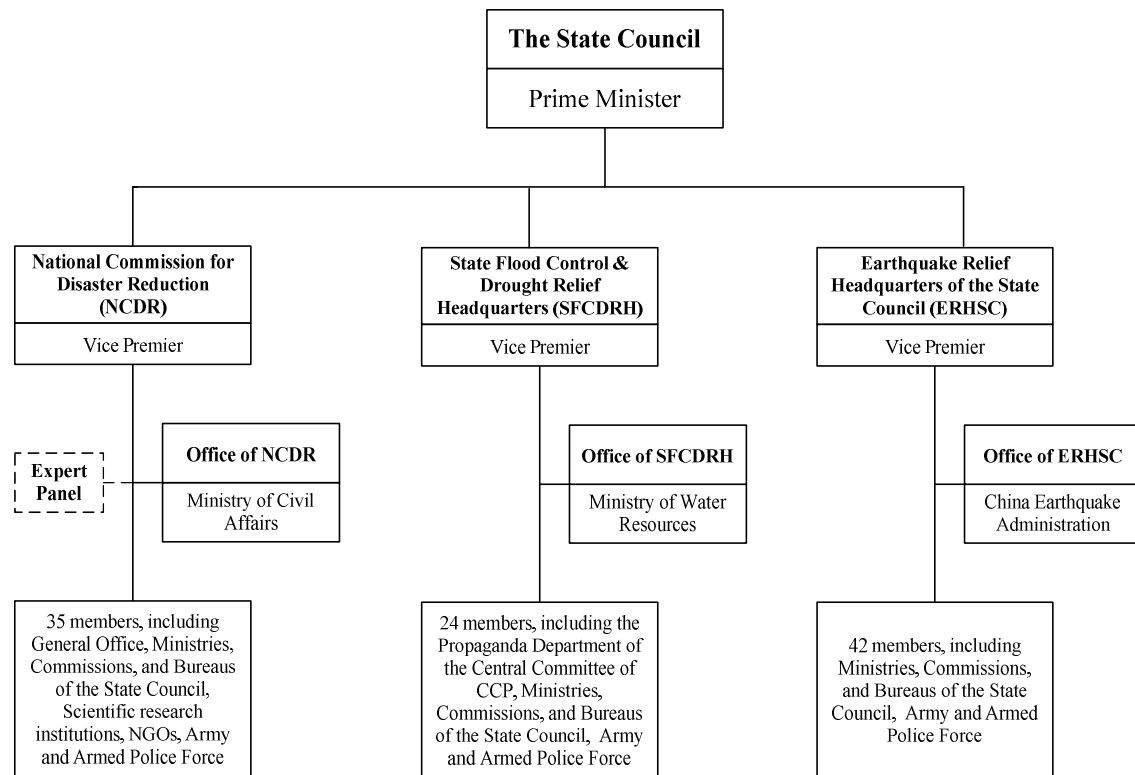 The State Council
Prime Minister
National Commission for
Disaster Reduction
(NCDR)
Vice Premier
State Flood Control &
Drought Relief
Headquarters (SFCDRH)
Vice Premier
Earthquake Relief
Headquarters of the State
Council (ERHSC)
Vice Premier
Expert
Panel
Office of NCDR
Ministry of Civil
Affairs
Office of SFCDRH
Ministry of Water
Resources
Office of ERHSC
China Earthquake
Administration
35 members, including
General Office, Ministries,
Commissions, and Bureaus
of the State Council,
Scientific research
institutions, NGOs, Army
and Armed Police Force
24 members, including the
Propaganda Department of
the Central Committee of
CCP, Ministries,
Commissions, and Bureaus
of the State Council, Army
and Armed Police Force
42 members, including
Ministries, Commissions,
and Bureaus of the State
Council, Army and Armed
Police Force